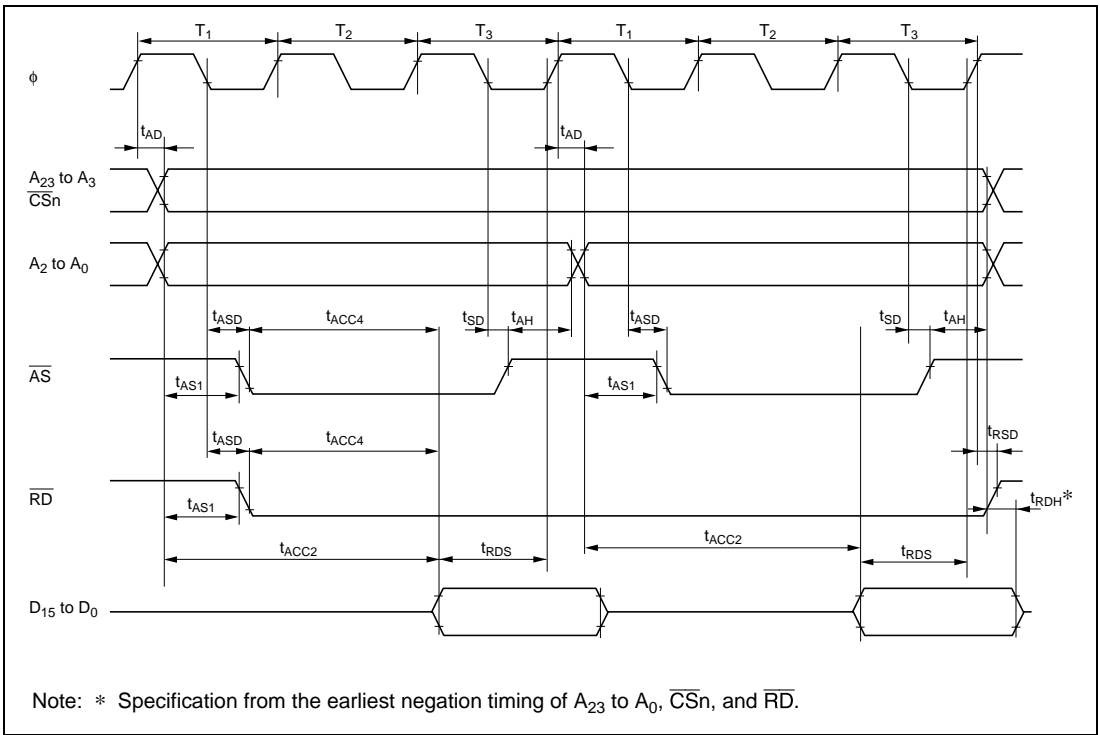 T1 T2 T3 T1 T2 T3
φ
tAD tAD
A23 to A3
CSn
A2 to A0
tASD tACC4 tSD tAH tASD tSD tAH
AS
tAS1 tAS1
tASD tACC4 tRSD
RD
tAS1 tRDH*
tACC2 tRDS tACC2 tRDS
D15 to D0
Note: * Specification from the earliest negation timing of A23 to A0, CSn, and RD.